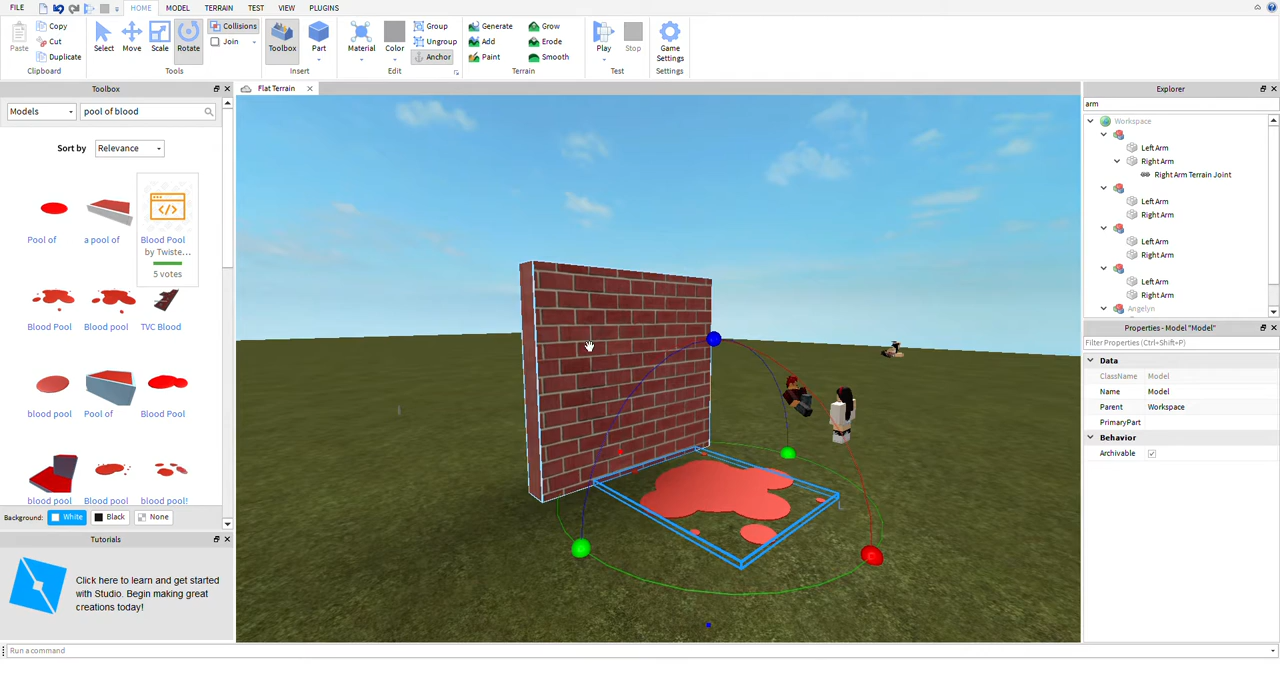 FILE HOME MODEL TERRAIN TEST VIEW PLUGINS
Paste Copy Cut Duplicate Clipboard
Select Move Scale Rotate Collisions Join Tools
Toolbox Part Insert
Material Color Group Ungroup Anchor Edit
Generate Add Paint Grow Erode Smooth Terrain
Play Stop Test
Game Settings Settings
Toolbox
Models pool of blood
Sort by Relevance
Pool of a pool of Blood Pool
by Twiste...
5 votes
Blood Pool Blood pool TVC Blood
blood pool Pool of Blood Pool
blood pool Blood pool blood pool!
Background: White Black None
Tutorials
Click here to learn and get started
with Studio. Begin making great
creations today!
Flat Terrain
Explorer
arm
Workspace
Left Arm
Right Arm
Right Arm Terrain Joint
Left Arm
Right Arm
Left Arm
Right Arm
Left Arm
Right Arm
Angelyn
Properties - Model "Model"
Filter Properties (Ctrl+Shift+P)
Data
ClassName Model
Name Model
Parent Workspace
PrimaryPart
Behavior
Archivable
Run a command